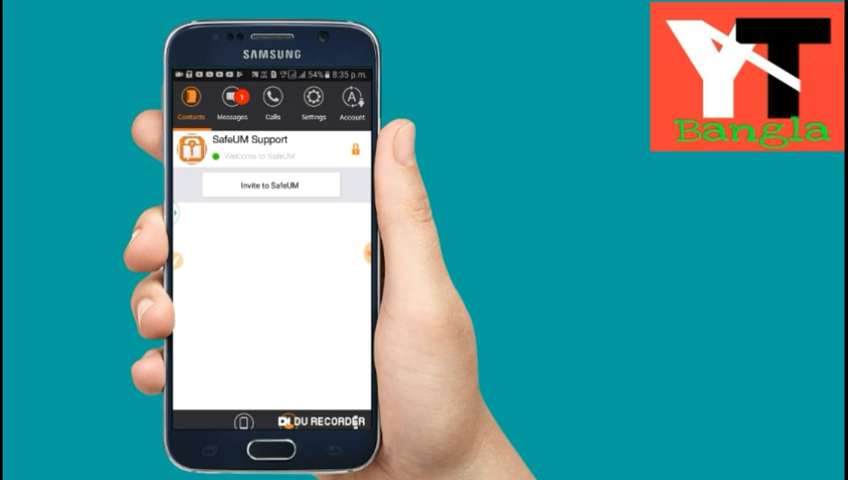 YT
Bangla
SAMSUNG
54% 8:35 p.m.
Contacts
1
Messages
Calls
Settings
A
Account
SafeUM Support
Welcome to SafeUM
Invite to SafeUM
DU RECORDER